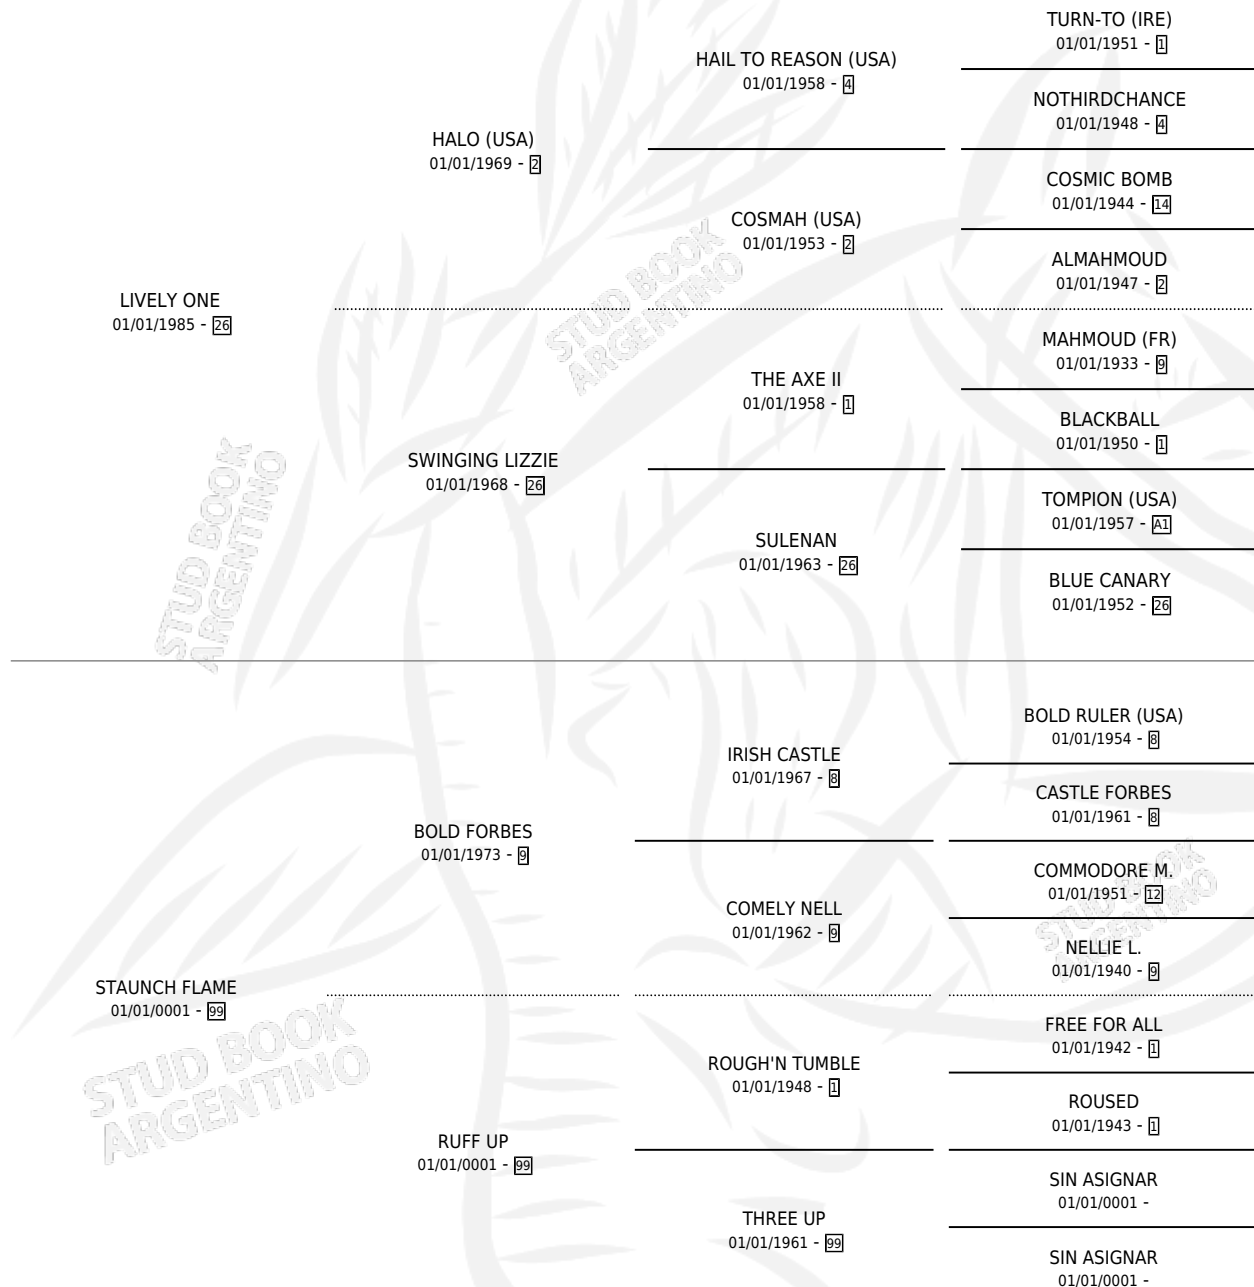 TURN-TO (IRE)
01/01/1951 - 1
HAIL TO REASON (USA)
01/01/1958 - 4
NOTHIRDCHANCE
01/01/1948 - 4
HALO (USA)
01/01/1969 - 2
COSMIC BOMB
01/01/1944 - 14
COSMAH (USA)
01/01/1953 - 2
ALMAHMOUD
01/01/1947 - 2
LIVELY ONE
01/01/1985 - 26
MAHMOUD (FR)
01/01/1933 - 9
THE AXE II
01/01/1958 - 1
BLACKBALL
01/01/1950 - 1
SWINGING LIZZIE
01/01/1968 - 26
TOMPION (USA)
01/01/1957 - A1
SULENAN
01/01/1963 - 26
BLUE CANARY
01/01/1952 - 26
STUD BOOK
ARGENTINO
STUD BOOK
ARGENTINO
BOLD RULER (USA)
01/01/1954 - 8
IRISH CASTLE
01/01/1967 - 8
CASTLE FORBES
01/01/1961 - 8
BOLD FORBES
01/01/1973 - 9
COMMODORE M.
01/01/1951 - 12
COMELY NELL
01/01/1962 - 9
NELLIE L.
01/01/1940 - 9
STUD BOOK
ARGENTINO
STAUNCH FLAME
01/01/0001 - 99
FREE FOR ALL
01/01/1942 - 1
ROUGH'N TUMBLE
01/01/1948 - 1
ROUSED
01/01/1943 - 1
RUFF UP
01/01/0001 - 99
SIN ASIGNAR
01/01/0001 -
THREE UP
01/01/1961 - 99
SIN ASIGNAR
01/01/0001 -
STUD BOOK
ARGENTINO